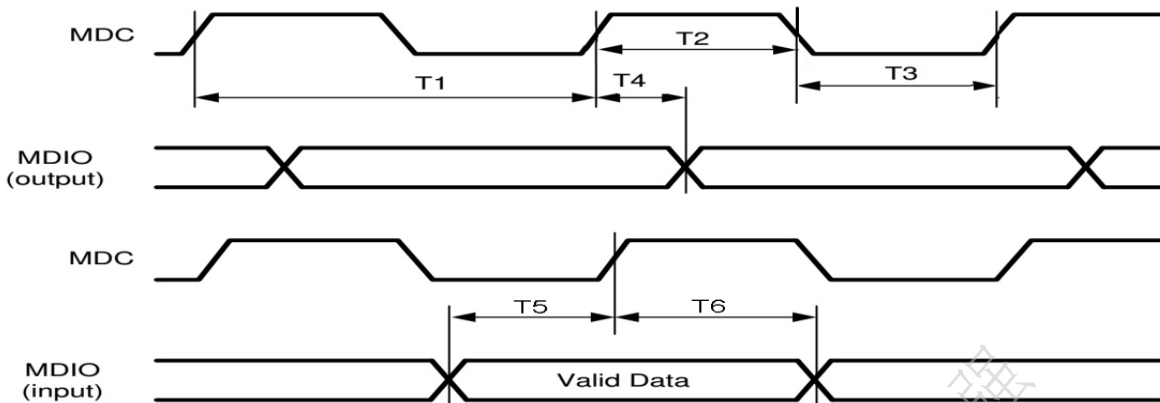 MDC
T1
T2
T3
T4
MDIO
(output)
MDC
T5
T6
MDIO
(input)
Valid Data